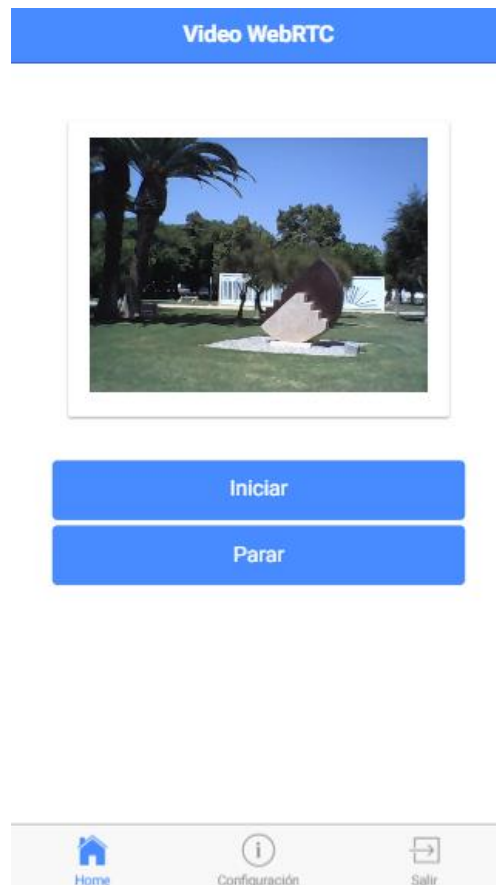 Video WebRTC
Iniciar
Parar
Home
Configuración
Salir